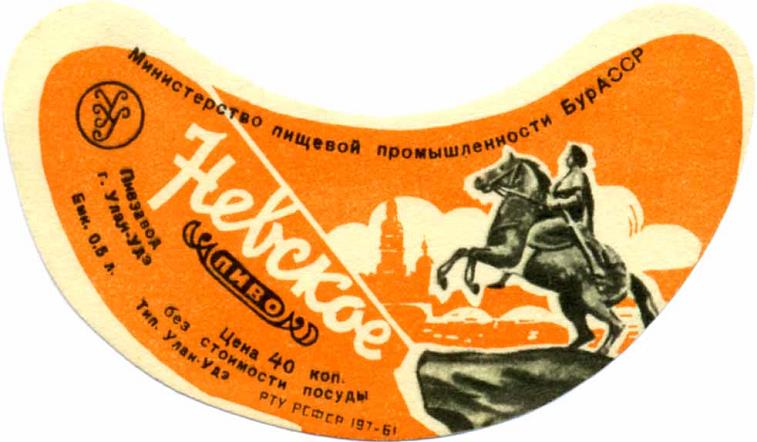 Министерство пищевой промышленности БурАССР
Невское
ПИВО
Пивзавод
г. Улан-Удэ
Емк. 0,5 л.
Цена 40 коп.
без стоимости посуды
Тип. Улан-Удэ
РТУ РСФСР 197-61